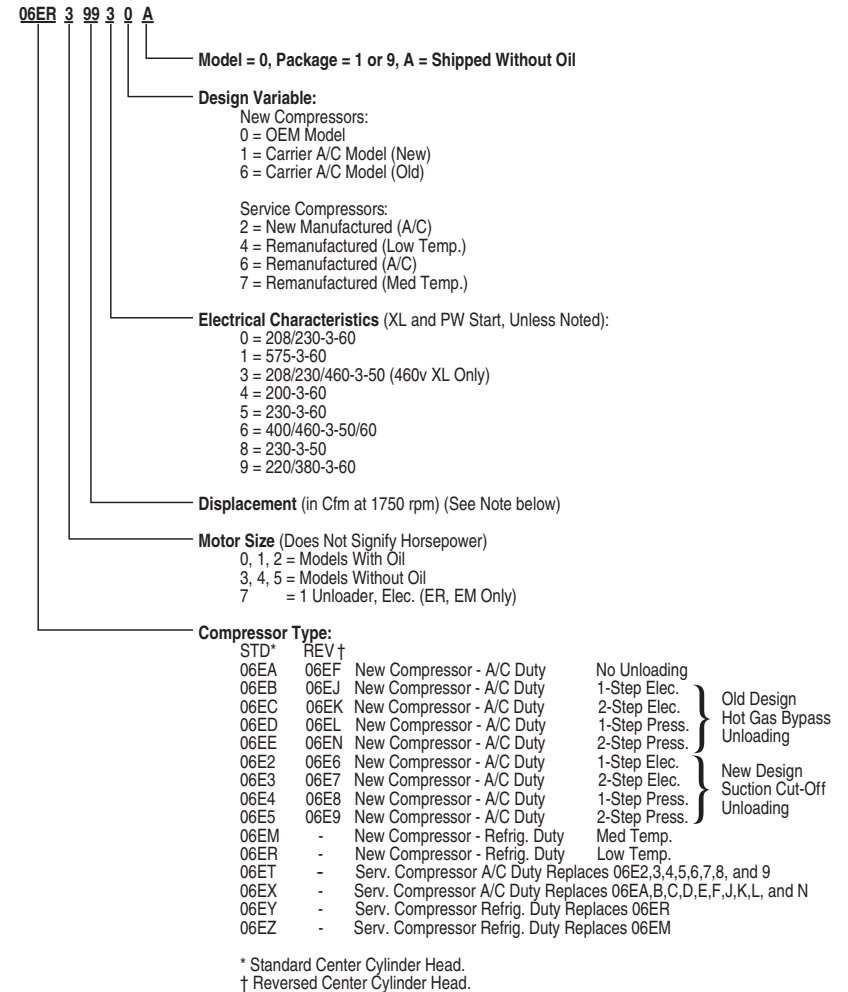 06ER 3 99 3 0 A
Model = 0, Package = 1 or 9, A = Shipped Without Oil
Design Variable:
New Compressors:
0 = OEM Model
1 = Carrier A/C Model (New)
6 = Carrier A/C Model (Old)
Service Compressors:
2 = New Manufactured (A/C)
4 = Remanufactured (Low Temp.)
6 = Remanufactured (A/C)
7 = Remanufactured (Med Temp.)
Electrical Characteristics (XL and PW Start, Unless Noted):
0 = 208/230-3-60
1 = 575-3-60
3 = 208/230/460-3-50 (460v XL Only)
4 = 200-3-60
5 = 230-3-60
6 = 400/460-3-50/60
8 = 230-3-50
9 = 220/380-3-60
Displacement (in Cfm at 1750 rpm) (See Note below)
Motor Size (Does Not Signify Horsepower)
0, 1, 2 = Models With Oil
3, 4, 5 = Models Without Oil
7 = 1 Unloader, Elec. (ER, EM Only)
Compressor Type:
STD* REV †
06EA 06EF New Compressor - A/C Duty No Unloading
06EB 06EJ New Compressor - A/C Duty 1-Step Elec.
06EC 06EK New Compressor - A/C Duty 2-Step Elec.
06ED 06EL New Compressor - A/C Duty 1-Step Press.
06EE 06EN New Compressor - A/C Duty 2-Step Press.
Old Design
Hot Gas Bypass
Unloading
06E2 06E6 New Compressor - A/C Duty 1-Step Elec.
06E3 06E7 New Compressor - A/C Duty 2-Step Elec.
06E4 06E8 New Compressor - A/C Duty 1-Step Press.
06E5 06E9 New Compressor - A/C Duty 2-Step Press.
New Design
Suction Cut-Off
Unloading
06EM - New Compressor - Refrig. Duty Med Temp.
06ER - New Compressor - Refrig. Duty Low Temp.
06ET - Serv. Compressor A/C Duty Replaces 06E2,3,4,5,6,7,8, and 9
06EX - Serv. Compressor A/C Duty Replaces 06EA,B,C,D,E,F,J,K,L, and N
06EY - Serv. Compressor Refrig. Duty Replaces 06ER
06EZ - Serv. Compressor Refrig. Duty Replaces 06EM
* Standard Center Cylinder Head.
† Reversed Center Cylinder Head.